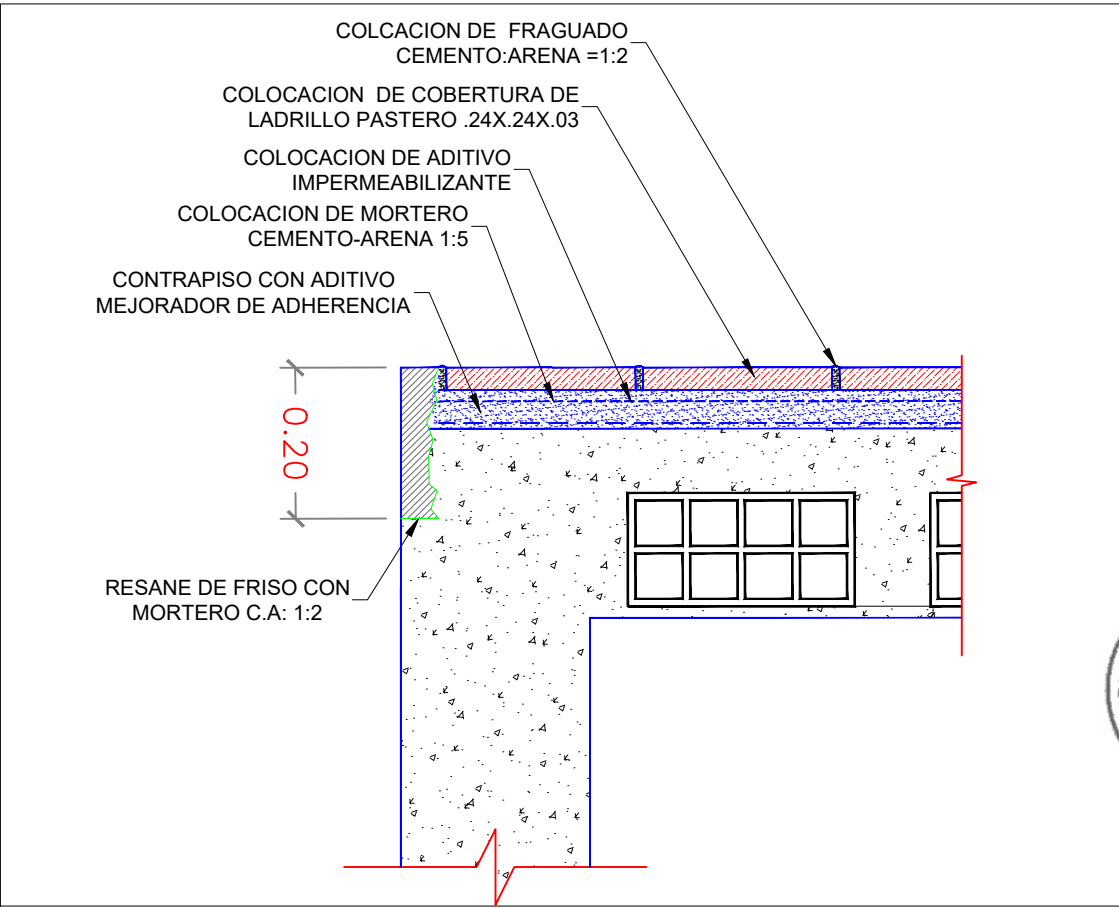 COLCACION DE FRAGUADO
CEMENTO:ARENA =1:2
COLOCACION DE COBERTURA DE
LADRILLO PASTERO .24X.24X.03
COLOCACION DE ADITIVO
IMPERMEABILIZANTE
COLOCACION DE MORTERO
CEMENTO-ARENA 1:5
CONTRAPISO CON ADITIVO
MEJORADOR DE ADHERENCIA
0.20
RESANE DE FRISO CON
MORTERO C.A: 1:2